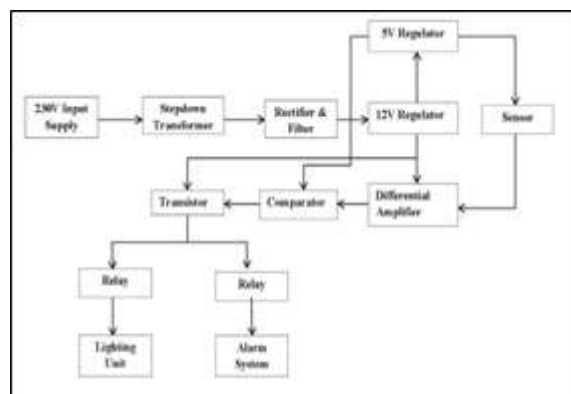 5V Regulator
230V Input
Supply
Stepdown
Transformer
Rectifier &
Filter
12V Regulator
Sensor
Transistor
Comparator
Differential
Amplifier
Relay
Relay
Lighting
Unit
Alarm
System